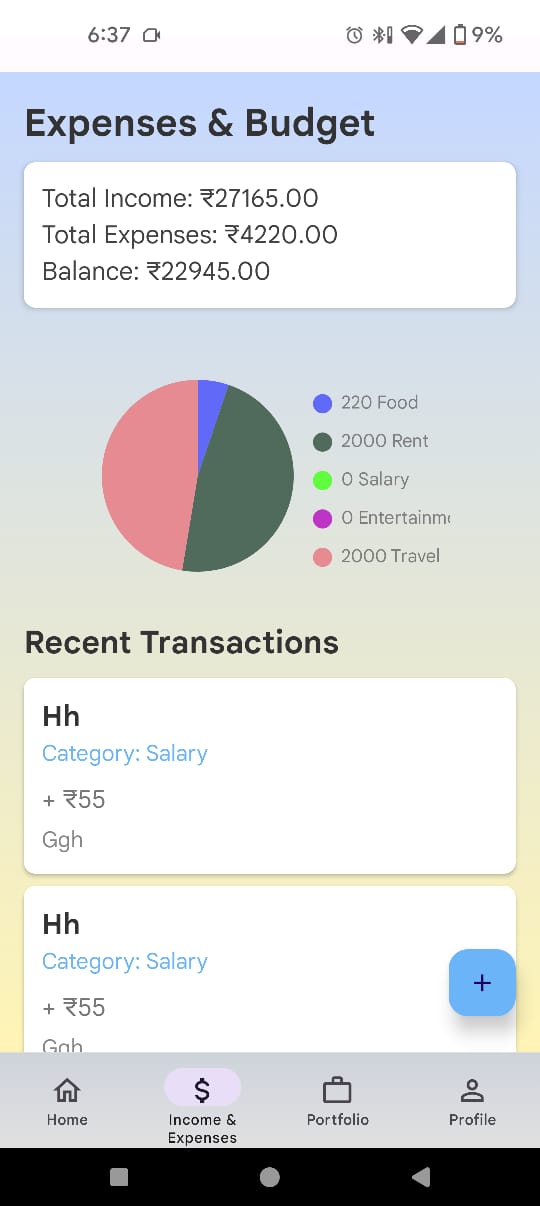 6:37
9%
Expenses & Budget
Total Income: ₹27165.00
Total Expenses: ₹4220.00
Balance: ₹22945.00
220 Food
2000 Rent
0 Salary
0 Entertainm
2000 Travel
Recent Transactions
Hh
Category: Salary
+ ₹55
Ggh
Hh
Category: Salary
+ ₹55
Ggh
+
$
Home
Income &
Expenses
Portfolio
Profile